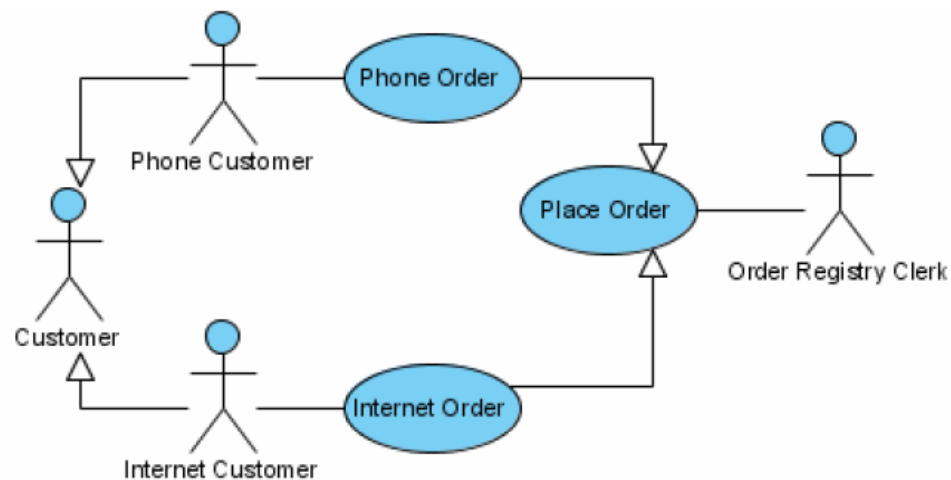 Phone Order
Phone Customer
Place Order
Order Registry Clerk
Customer
Internet Order
Internet Customer